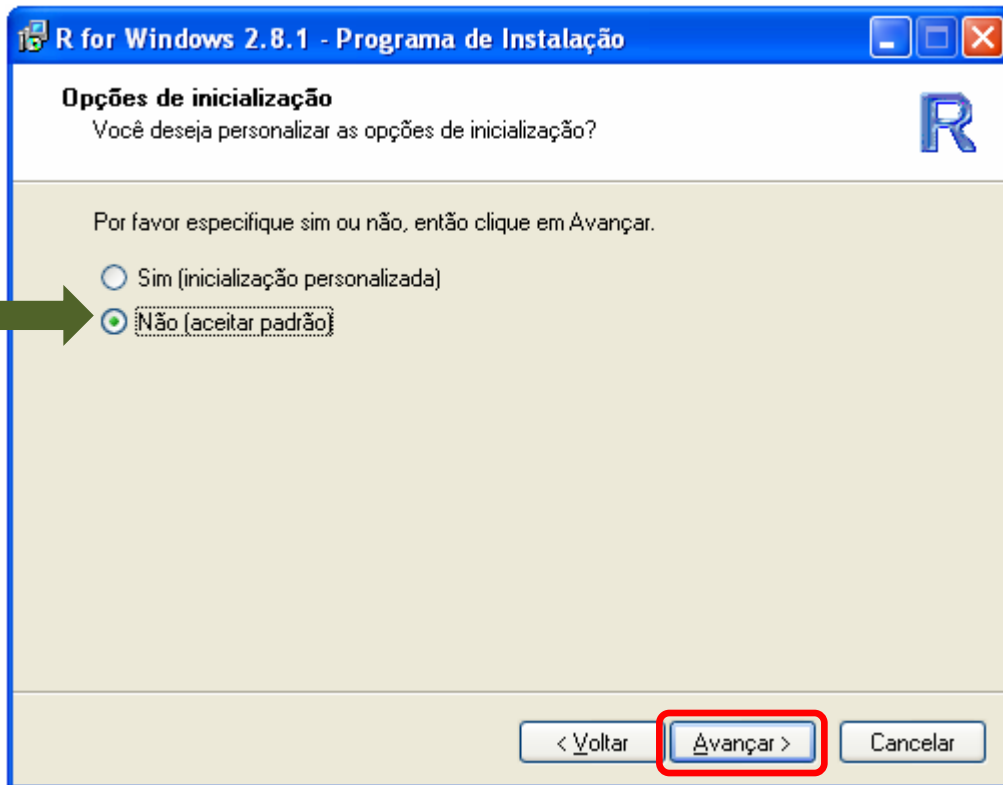 R for Windows 2.8.1 - Programa de Instalação
Opções de inicialização
Você deseja personalizar as opções de inicialização?
R
Por favor especifique sim ou não, então clique em Avançar.
Sim (inicialização personalizada)
Não (aceitar padrão)
< Voltar
Avançar >
Cancelar